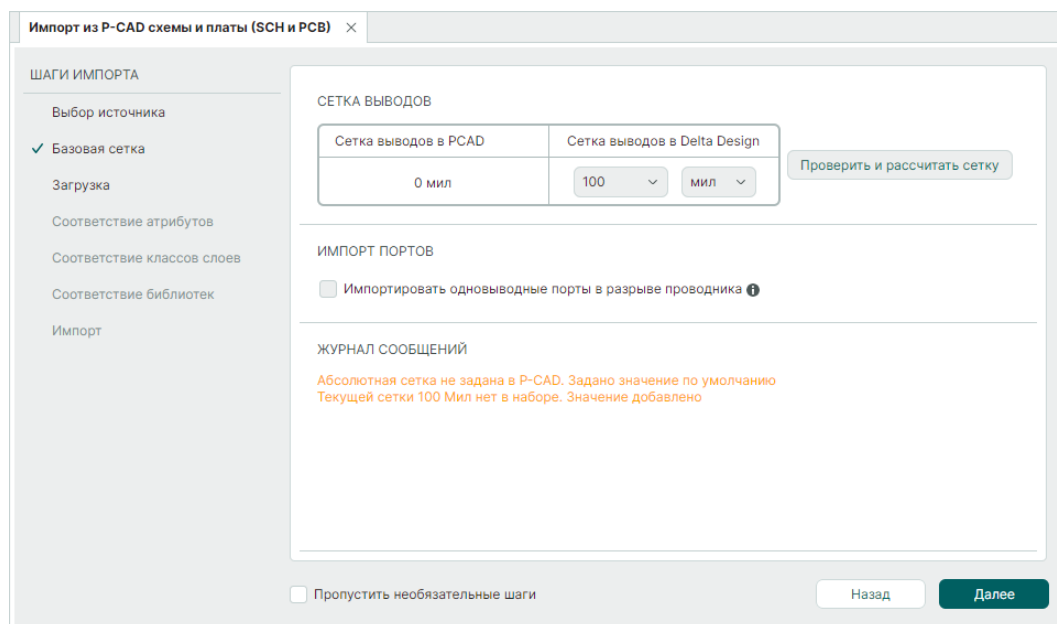 Импорт из P-CAD схемы и платы (SCH и PCB)
ШАГИ ИМПОРТА
Выбор источника
Базовая сетка
Загрузка
Соответствие атрибутов
Соответствие классов слоев
Соответствие библиотек
Импорт
СЕТКА ВЫВОДОВ
Сетка выводов в PCAD Сетка выводов в Delta Design
0 мил 100 мил
Проверить и рассчитать сетку
ИМПОРТ ПОРТОВ
Импортировать одновыводные порты в разрыве проводника
ЖУРНАЛ СООБЩЕНИЙ
Абсолютная сетка не задана в P-CAD. Задано значение по умолчанию
Текущей сетки 100 Мил нет в наборе. Значение добавлено
Пропустить необязательные шаги
Назад
Далее